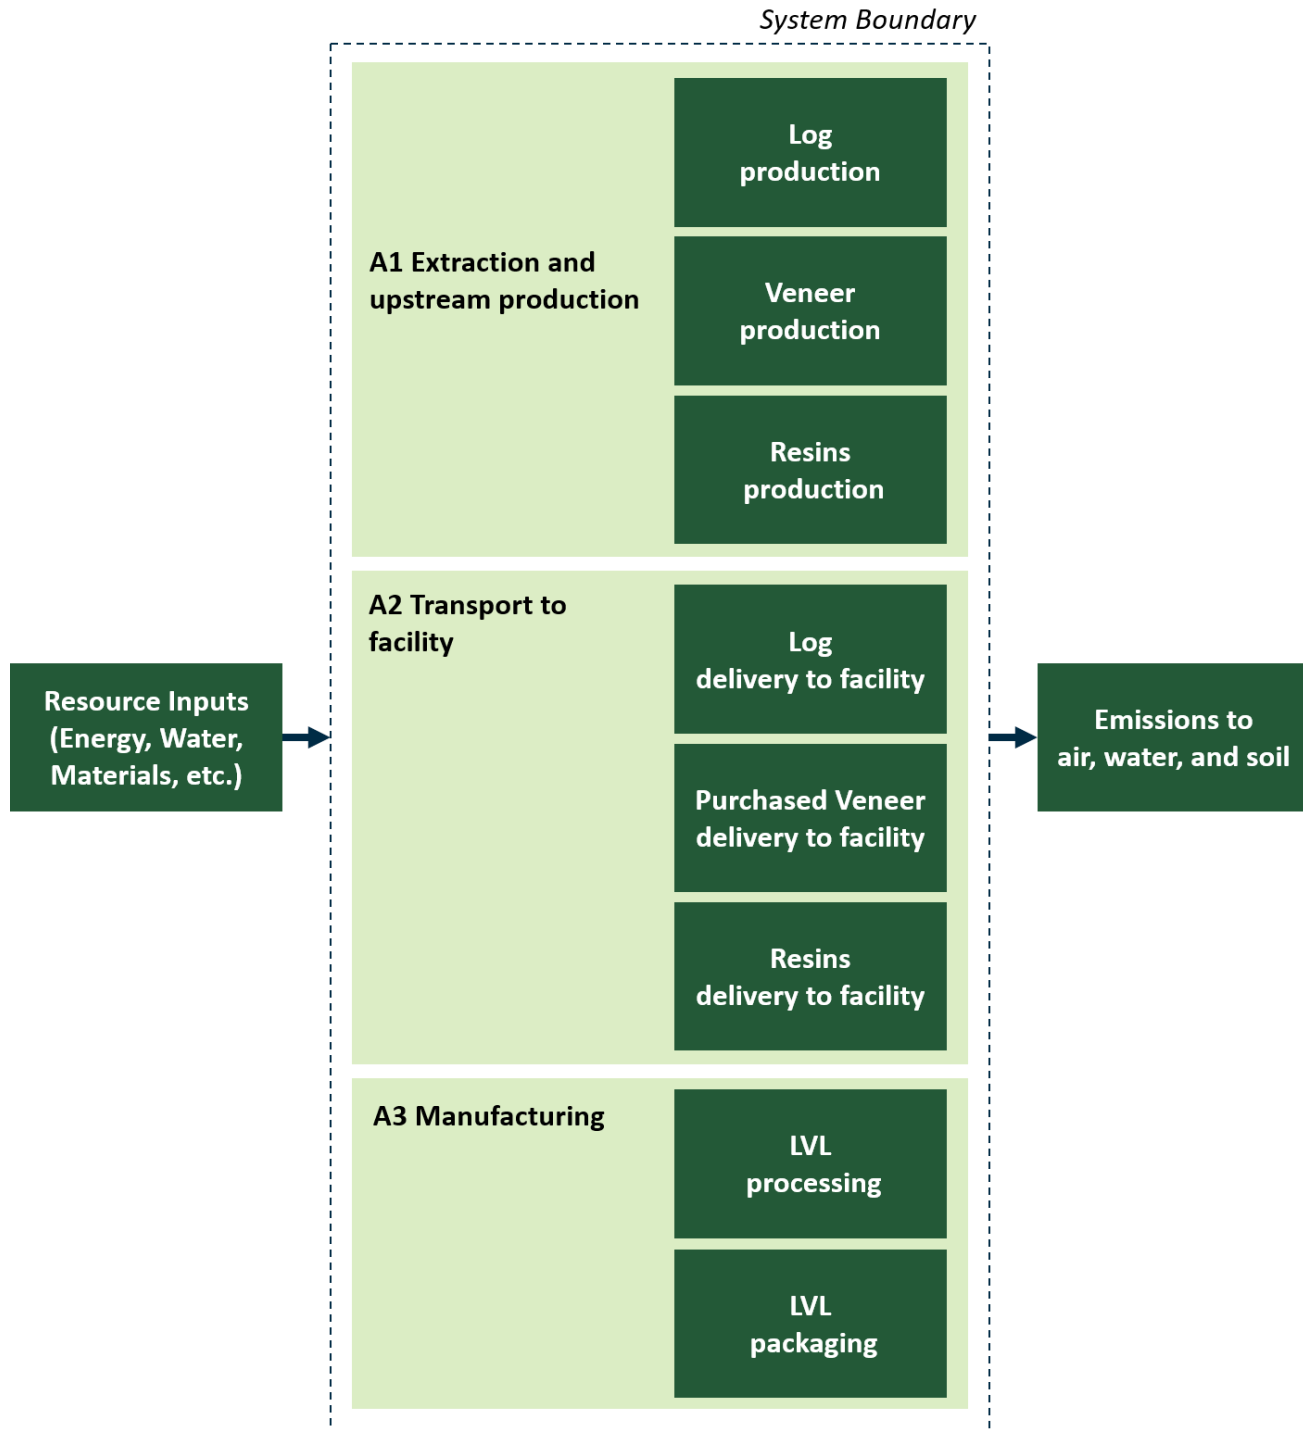 System Boundary
Log
production
A1 Extraction and
upstream production
Veneer
production
Resins
production
A2 Transport to
facility
Log
delivery to facility
Resource Inputs
(Energy, Water,
Materials, etc.)
Emissions to
air, water, and soil
Purchased Veneer
delivery to facility
Resins
delivery to facility
A3 Manufacturing
LVL
processing
LVL
packaging